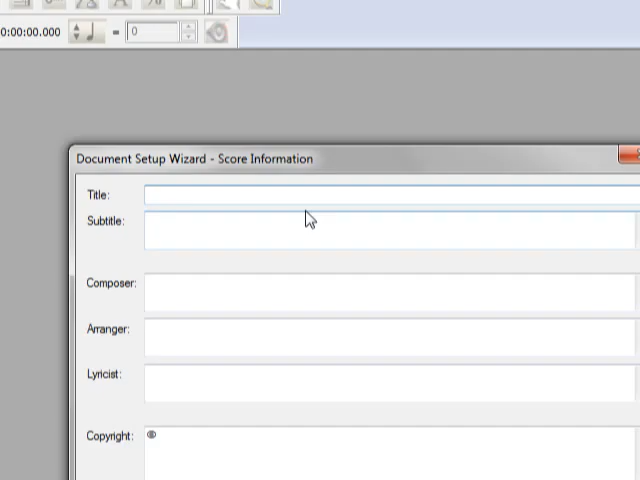 0:00:00.000 = 0
Document Setup Wizard - Score Information
Title:
Subtitle:
Composer:
Arranger:
Lyricist:
Copyright: ©